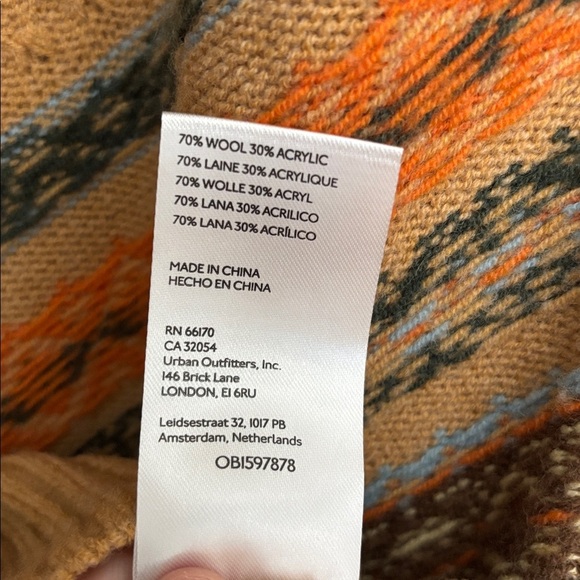 70% WOOL 30% ACRYLIC
70% LAINE 30% ACRYLIQUE
70% WOLLE 30% ACRYL
70% LANA 30% ACRILICO
70% LANA 30% ACRÍLICO
MADE IN CHINA
HECHO EN CHINA
RN 66170
CA 32054
Urban Outfitters, Inc.
146 Brick Lane
LONDON, E1 6RU
Leidsestraat 32, 1017 PB
Amsterdam, Netherlands
OB1597878